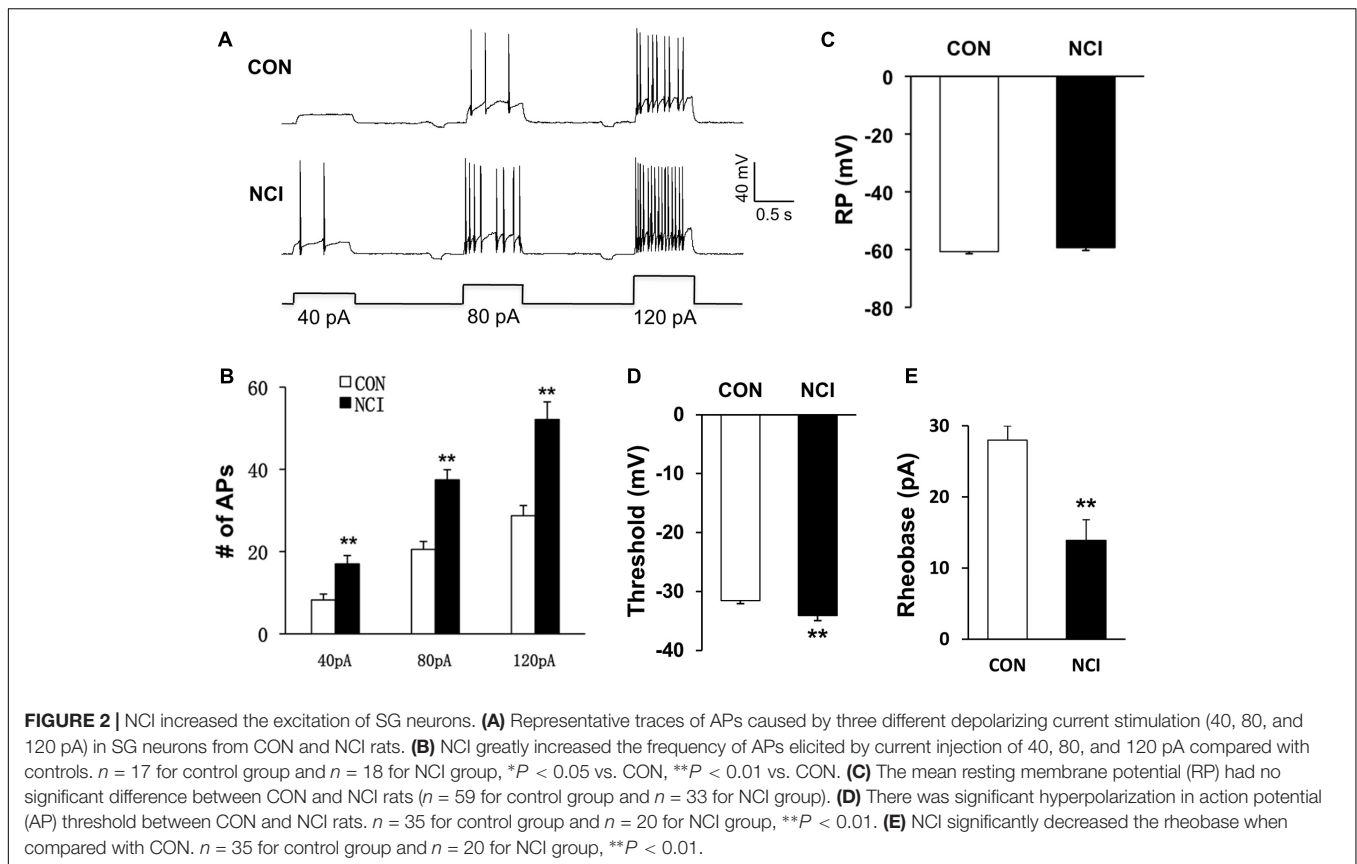 A
CON
NCI
40 mV
0.5 s
40 pA
80 pA
120 pA
C
CON
NCI
0
-20
-40
-60
-80
RP (mV)
B
CON
NCI
60
40
20
0
# of APs
**
**
**
40pA
80pA
120pA
D
CON
NCI
0
-10
-20
-30
-40
Threshold (mV)
**
E
30
20
10
0
Rheobase (pA)
**
CON
NCI
FIGURE 2 | NCI increased the excitation of SG neurons. (A) Representative traces of APs caused by three different depolarizing current stimulation (40, 80, and
120 pA) in SG neurons from CON and NCI rats. (B) NCI greatly increased the frequency of APs elicited by current injection of 40, 80, and 120 pA compared with
controls. n = 17 for control group and n = 18 for NCI group, *P < 0.05 vs. CON, **P < 0.01 vs. CON. (C) The mean resting membrane potential (RP) had no
significant difference between CON and NCI rats (n = 59 for control group and n = 33 for NCI group). (D) There was significant hyperpolarization in action potential
(AP) threshold between CON and NCI rats. n = 35 for control group and n = 20 for NCI group, **P < 0.01. (E) NCI significantly decreased the rheobase when
compared with CON. n = 35 for control group and n = 20 for NCI group, **P < 0.01.